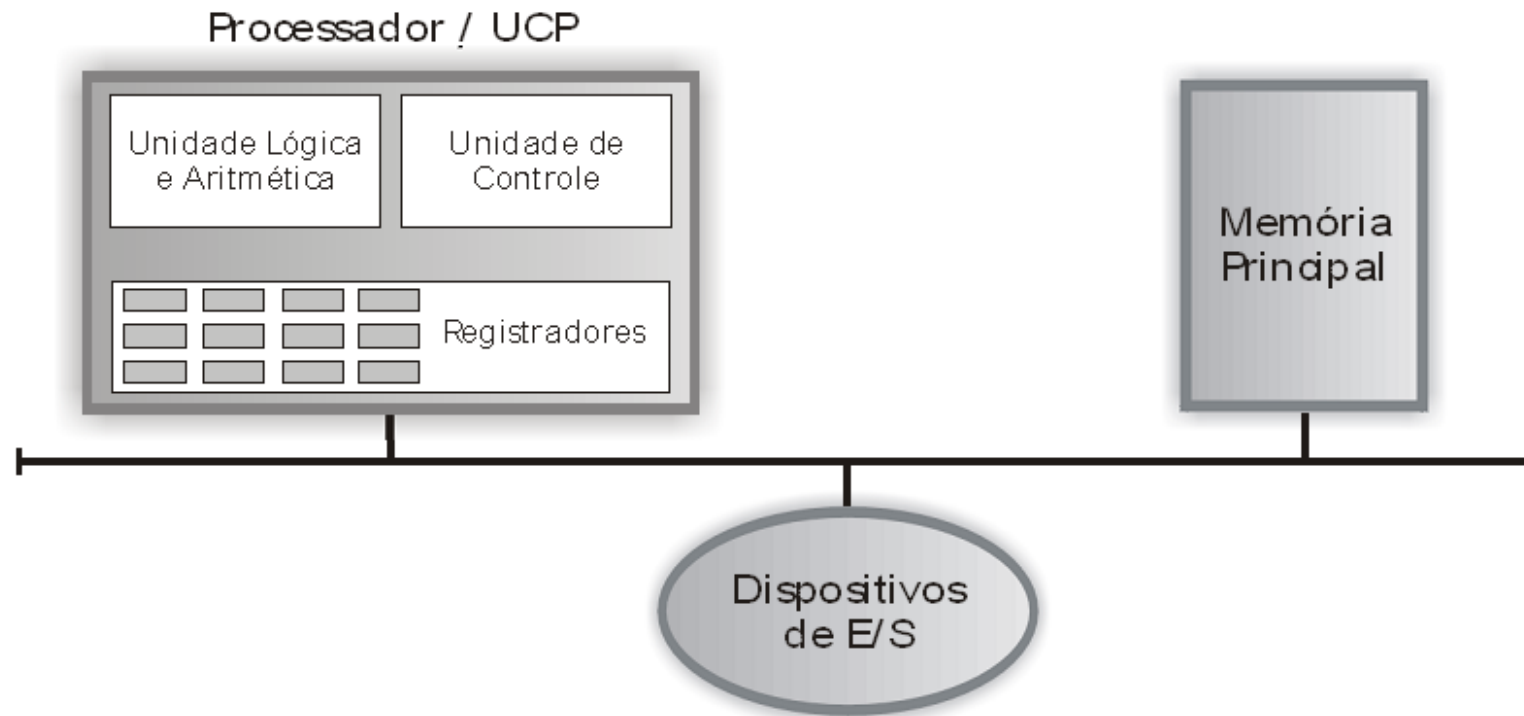 Processador / UCP
Unidade Lógica
e Aritmética
Unidade de
Controle
Registradores
Memória
Principal
Dispositivos
de E/S